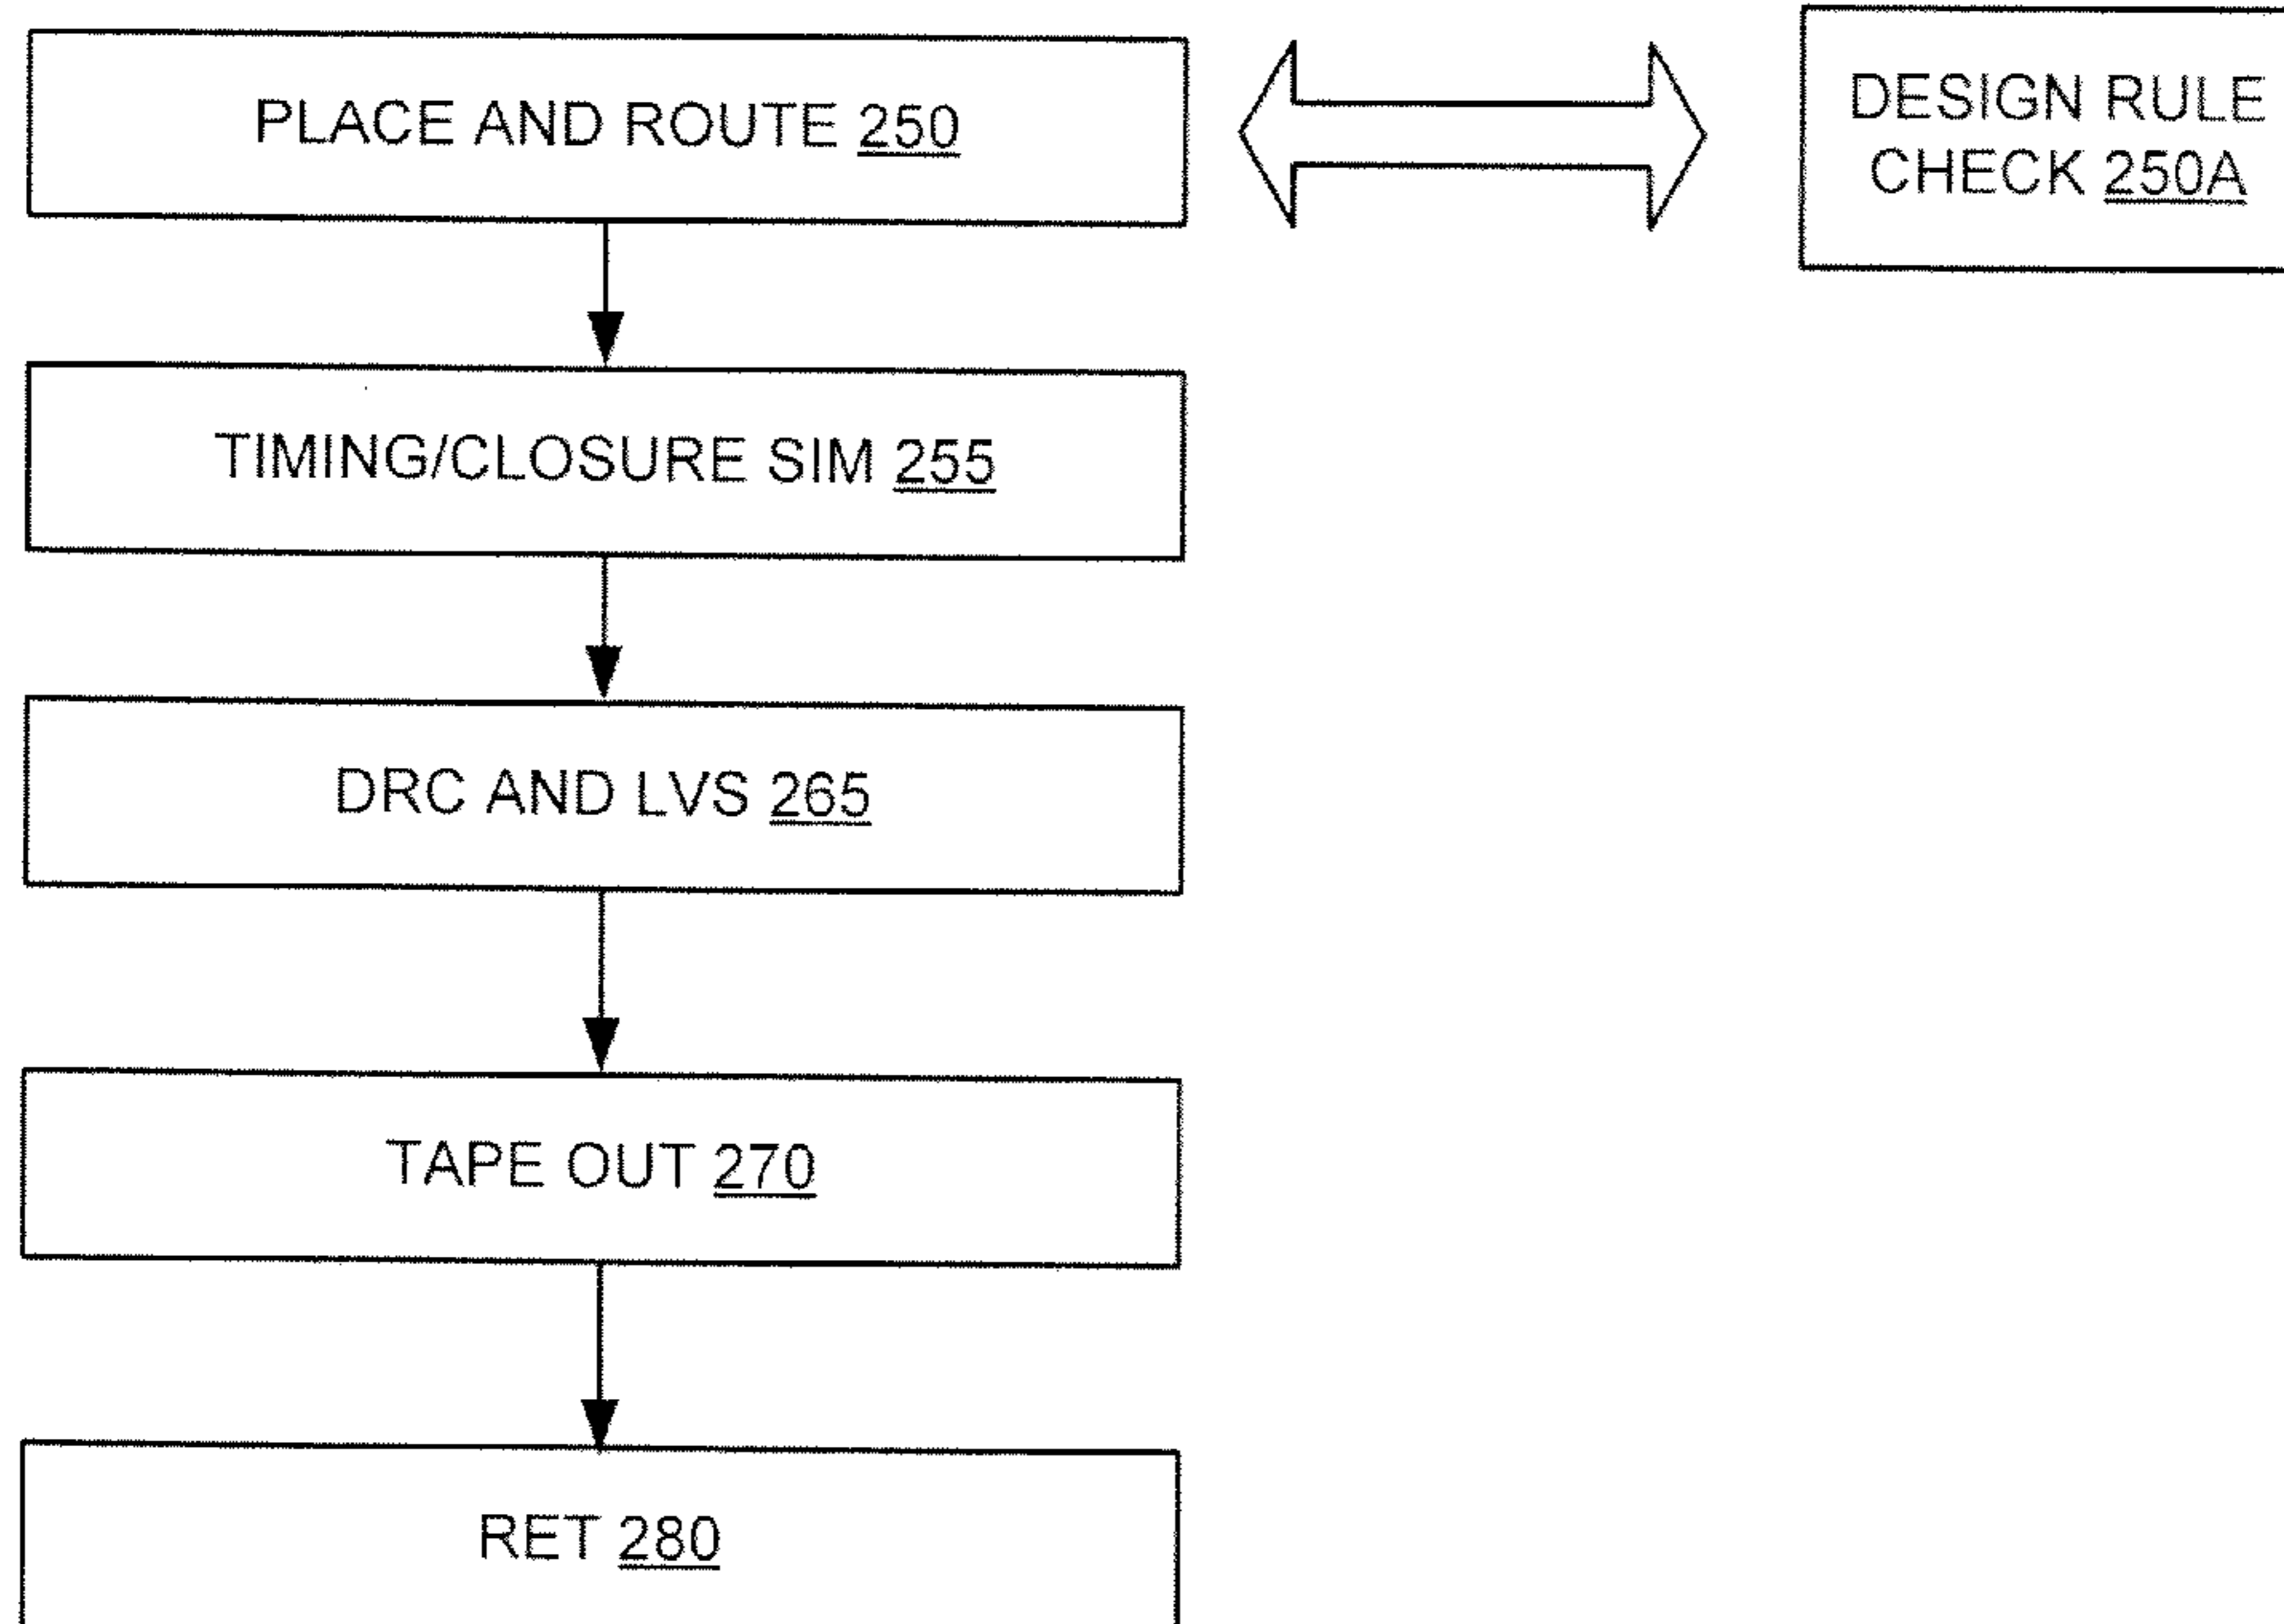 PLACE AND ROUTE 250
DESIGN RULE
CHECK 250A
TIMING/CLOSURE SIM 255
DRC AND LVS 265
TAPE OUT 270
RET 280